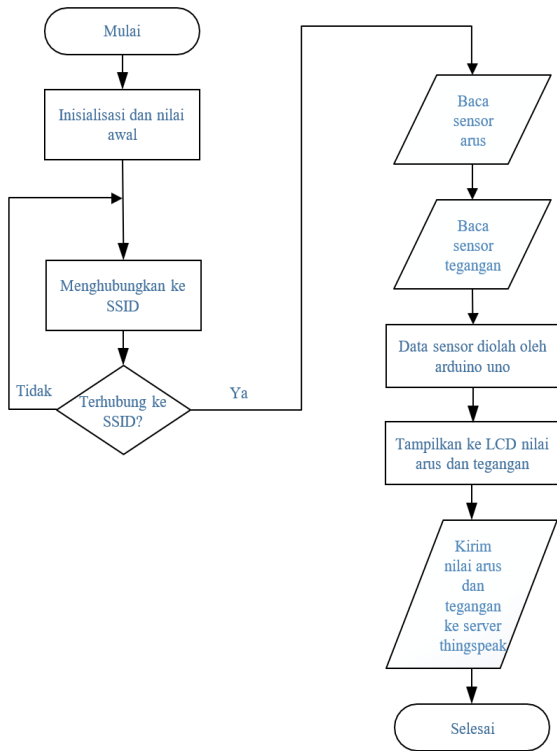 Mulai
Inisialisasi dan nilai
awal
Menghubungkan ke
SSID
Tidak
Terhubung ke
SSID?
Ya
Baca
sensor
arus
Baca
sensor
tegangan
Data sensor diolah oleh
arduino uno
Tampilkan ke LCD nilai
arus dan tegangan
Kirim
nilai arus
dan
tegangan
ke server
thingspeak
Selesai